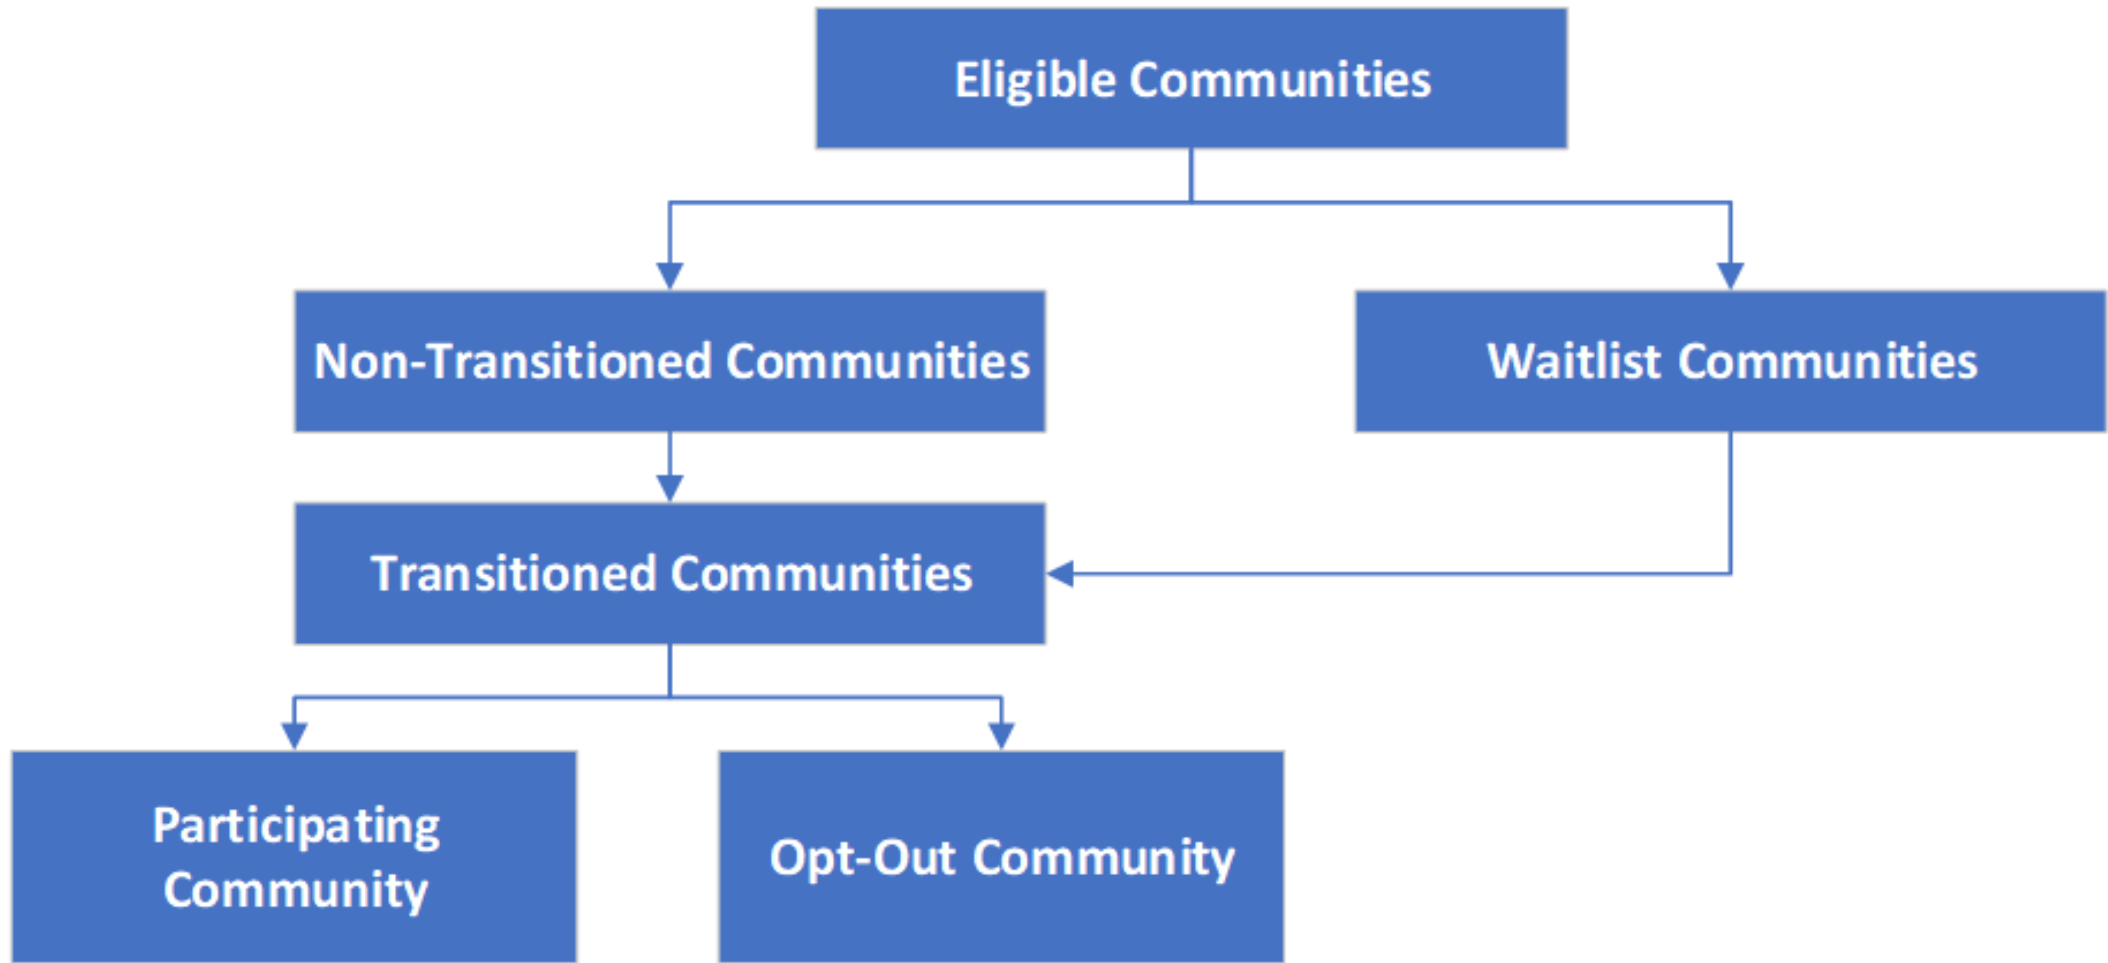 Eligible Communities
Non-Transitioned Communities
Waitlist Communities
Transitioned Communities
Participating
Community
Opt-Out Community